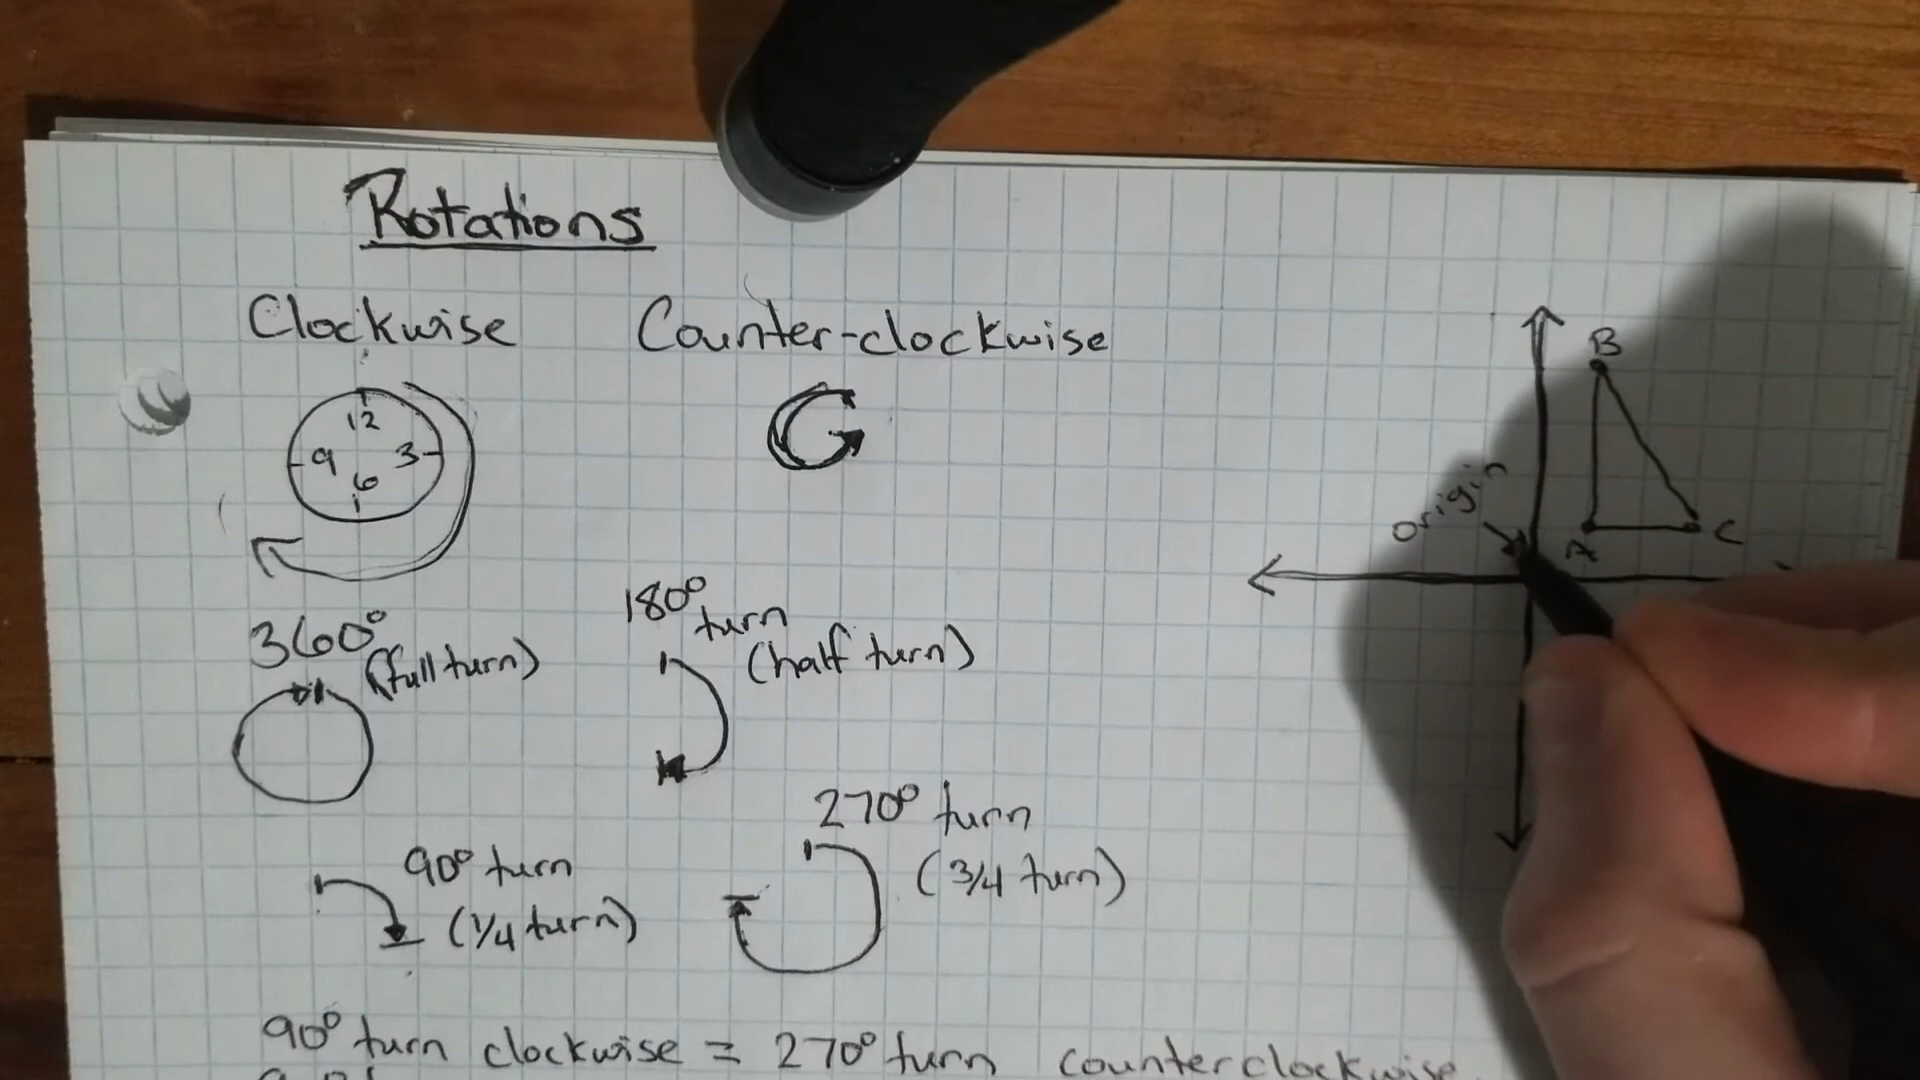 Rotations
Clockwise
Counter-clockwise
12
9 3
6
360°
(full turn)
180°
turn
(half turn)
90° turn
(1/4 turn)
270° turn
(3/4 turn)
90° turn clockwise = 270° turn counterclockwise
B
origin
A
C